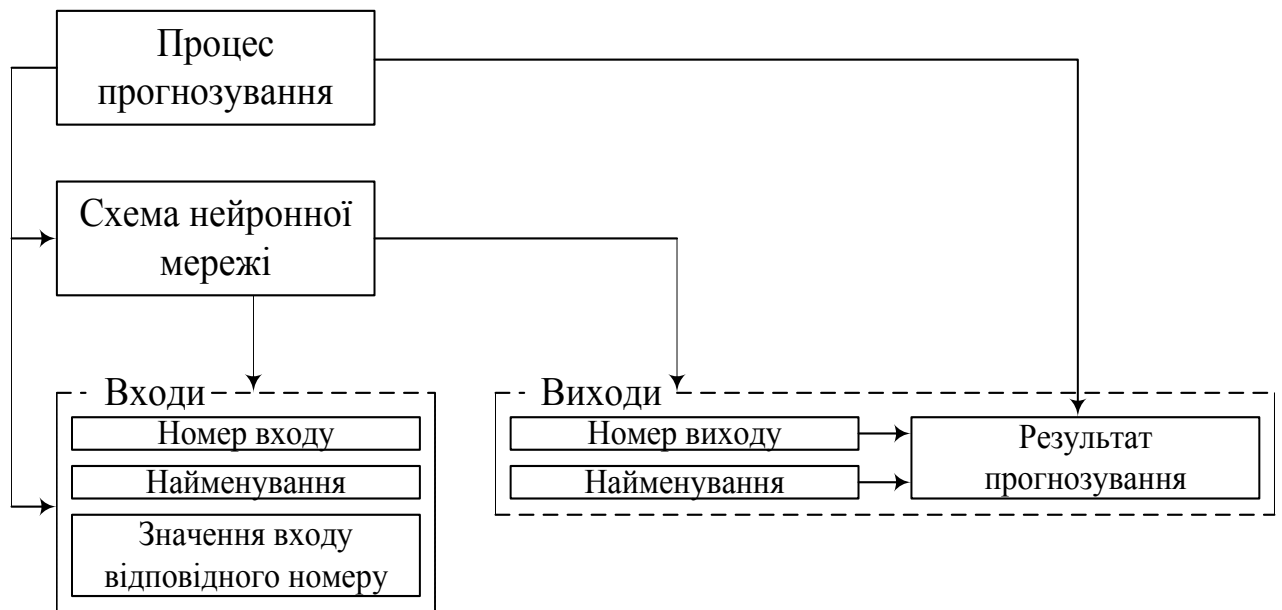 Процес
прогнозування
Схема нейронної
мережі
Входи
Номер входу
Найменування
Значення входу
відповідного номеру
Виходи
Номер виходу
Найменування
Результат
прогнозування